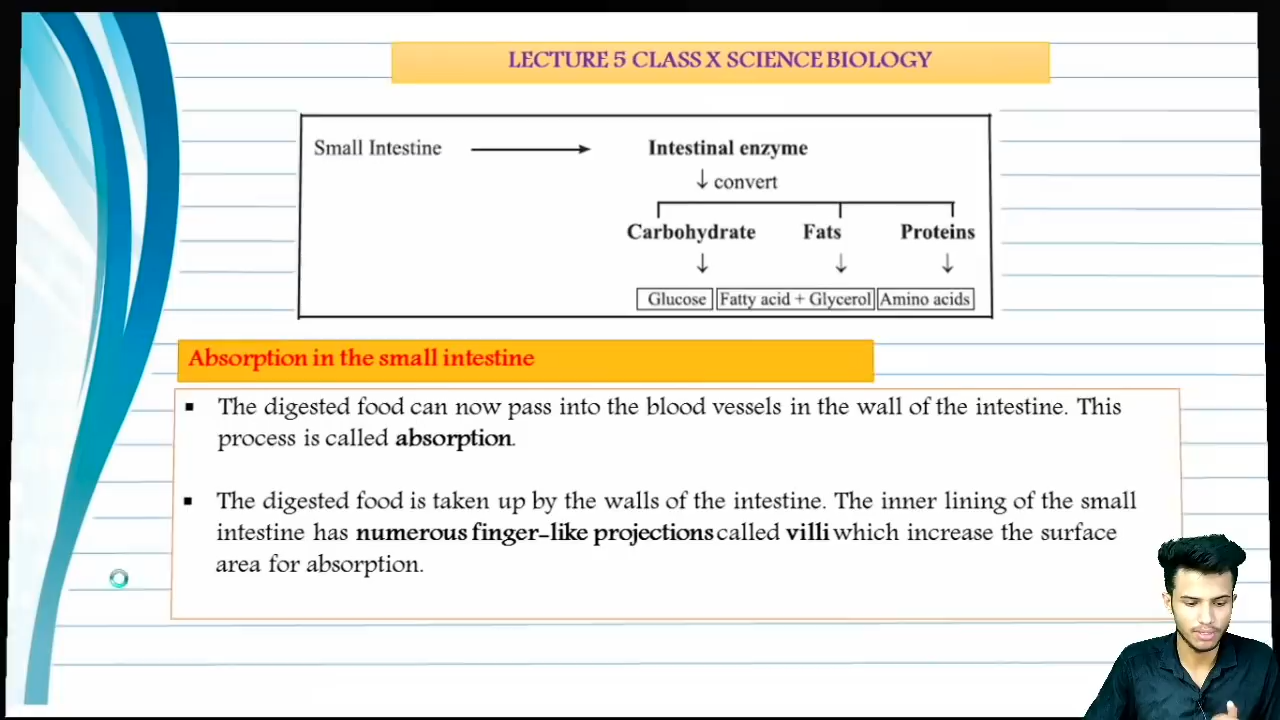 LECTURE 5 CLASS X SCIENCE BIOLOGY
Small Intestine
Intestinal enzyme
↓ convert
Carbohydrate Fats Proteins
↓ ↓ ↓
Glucose Fatty acid + Glycerol Amino acids
Absorption in the small intestine
▪ The digested food can now pass into the blood vessels in the wall of the intestine. This
process is called absorption.
▪ The digested food is taken up by the walls of the intestine. The inner lining of the small
intestine has numerous finger-like projections called villi which increase the surface
area for absorption.